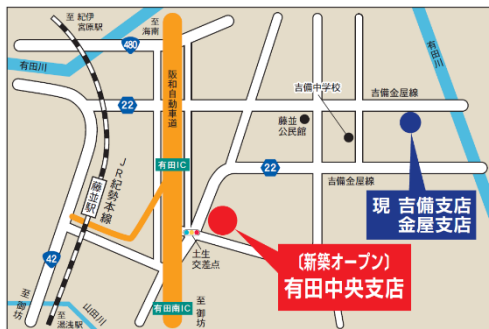 至 紀伊
宮原駅
至
海南
480
有田川
有田川
阪和自動車道
吉備中学校
吉備金屋線
22
藤並
公民館
JR紀勢本線
藤並駅
有田IC
22
吉備金屋線
現 吉備支店
金屋支店
〔新築オープン〕
有田中央支店
土生
交差点
42
有田南IC
至 御坊
山田川
至
御坊
至
湯浅駅